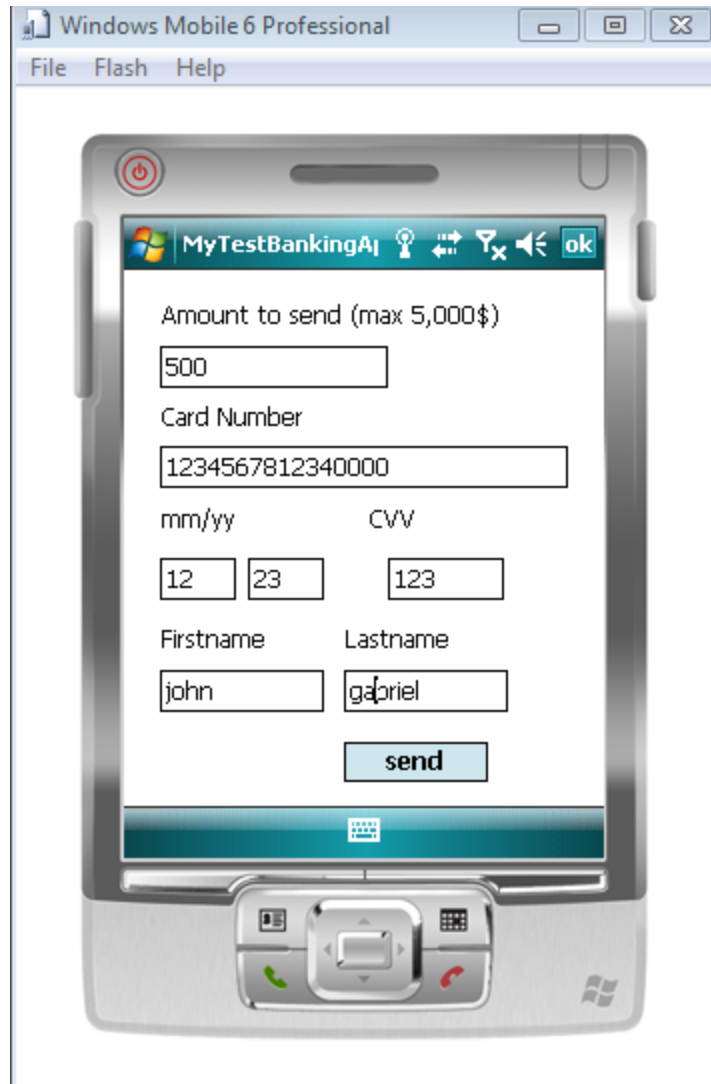 Windows Mobile 6 Professional
File Flash Help
MyTestBankingAp ok
Amount to send (max 5,000$)
500
Card Number
1234567812340000
mm/yy CVV
12 23 123
Firstname Lastname
john gabriel
send